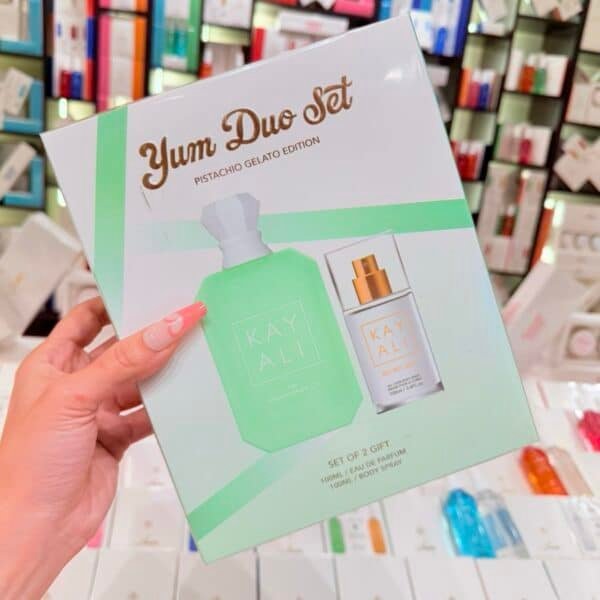 Yum Duo Set
PISTACHIO GELATO EDITION
KAY
ALI
KAY
AL
SET OF 2 GIFT
100ML / EAU DE PARFUM
100ML / BODY SPRAY